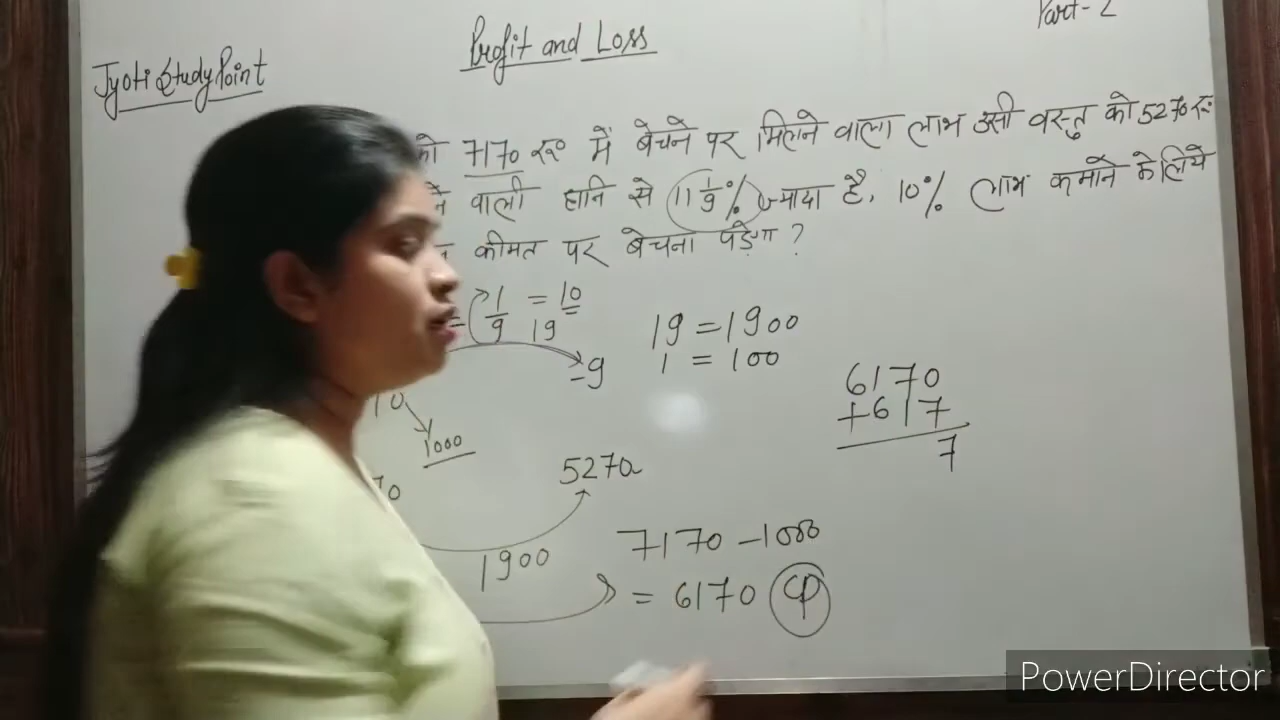 Part-2
Profit and Loss
Jyoti Study Point
को 7170 रु० में बेचने पर मिलने वाला लाभ उसी वस्तु को 5270 रु०
वाली हानि से 11 1/9% ज्यादा है, 10% लाभ कमाने के लिये
कीमत पर बेचना पड़ेगा ?
= 1/9 = 10
19
-9
19 = 1900
1 = 100
10
1000
70
5270
1900
7170 - 1000
= 6170 CP
6170
+617
7
PowerDirector